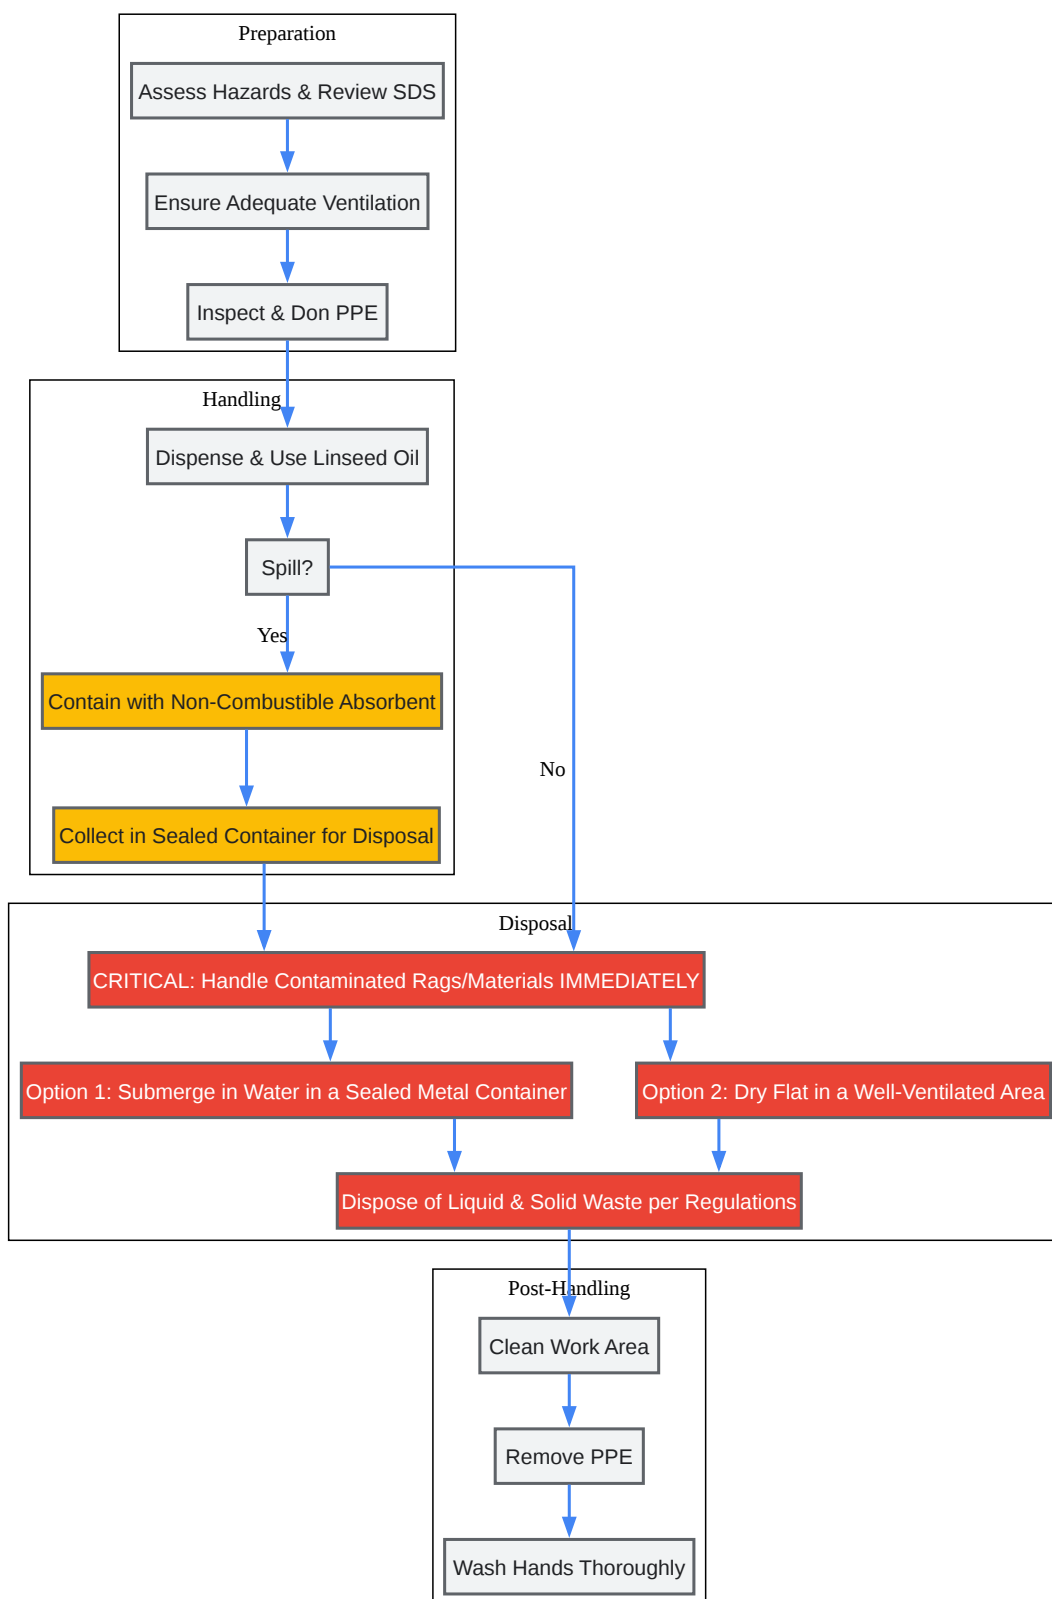 Preparation
Assess Hazards & Review SDS
Ensure Adequate Ventilation
Inspect & Don PPE
Handling
Dispense & Use Linseed Oil
Spill?
Yes
Contain with Non-Combustible Absorbent
No
Collect in Sealed Container for Disposal
Disposal
CRITICAL: Handle Contaminated Rags/Materials IMMEDIATELY
Option 1: Submerge in Water in a Sealed Metal Container
Option 2: Dry Flat in a Well-Ventilated Area
Dispose of Liquid & Solid Waste per Regulations
Post-Handling
Clean Work Area
Remove PPE
Wash Hands Thoroughly